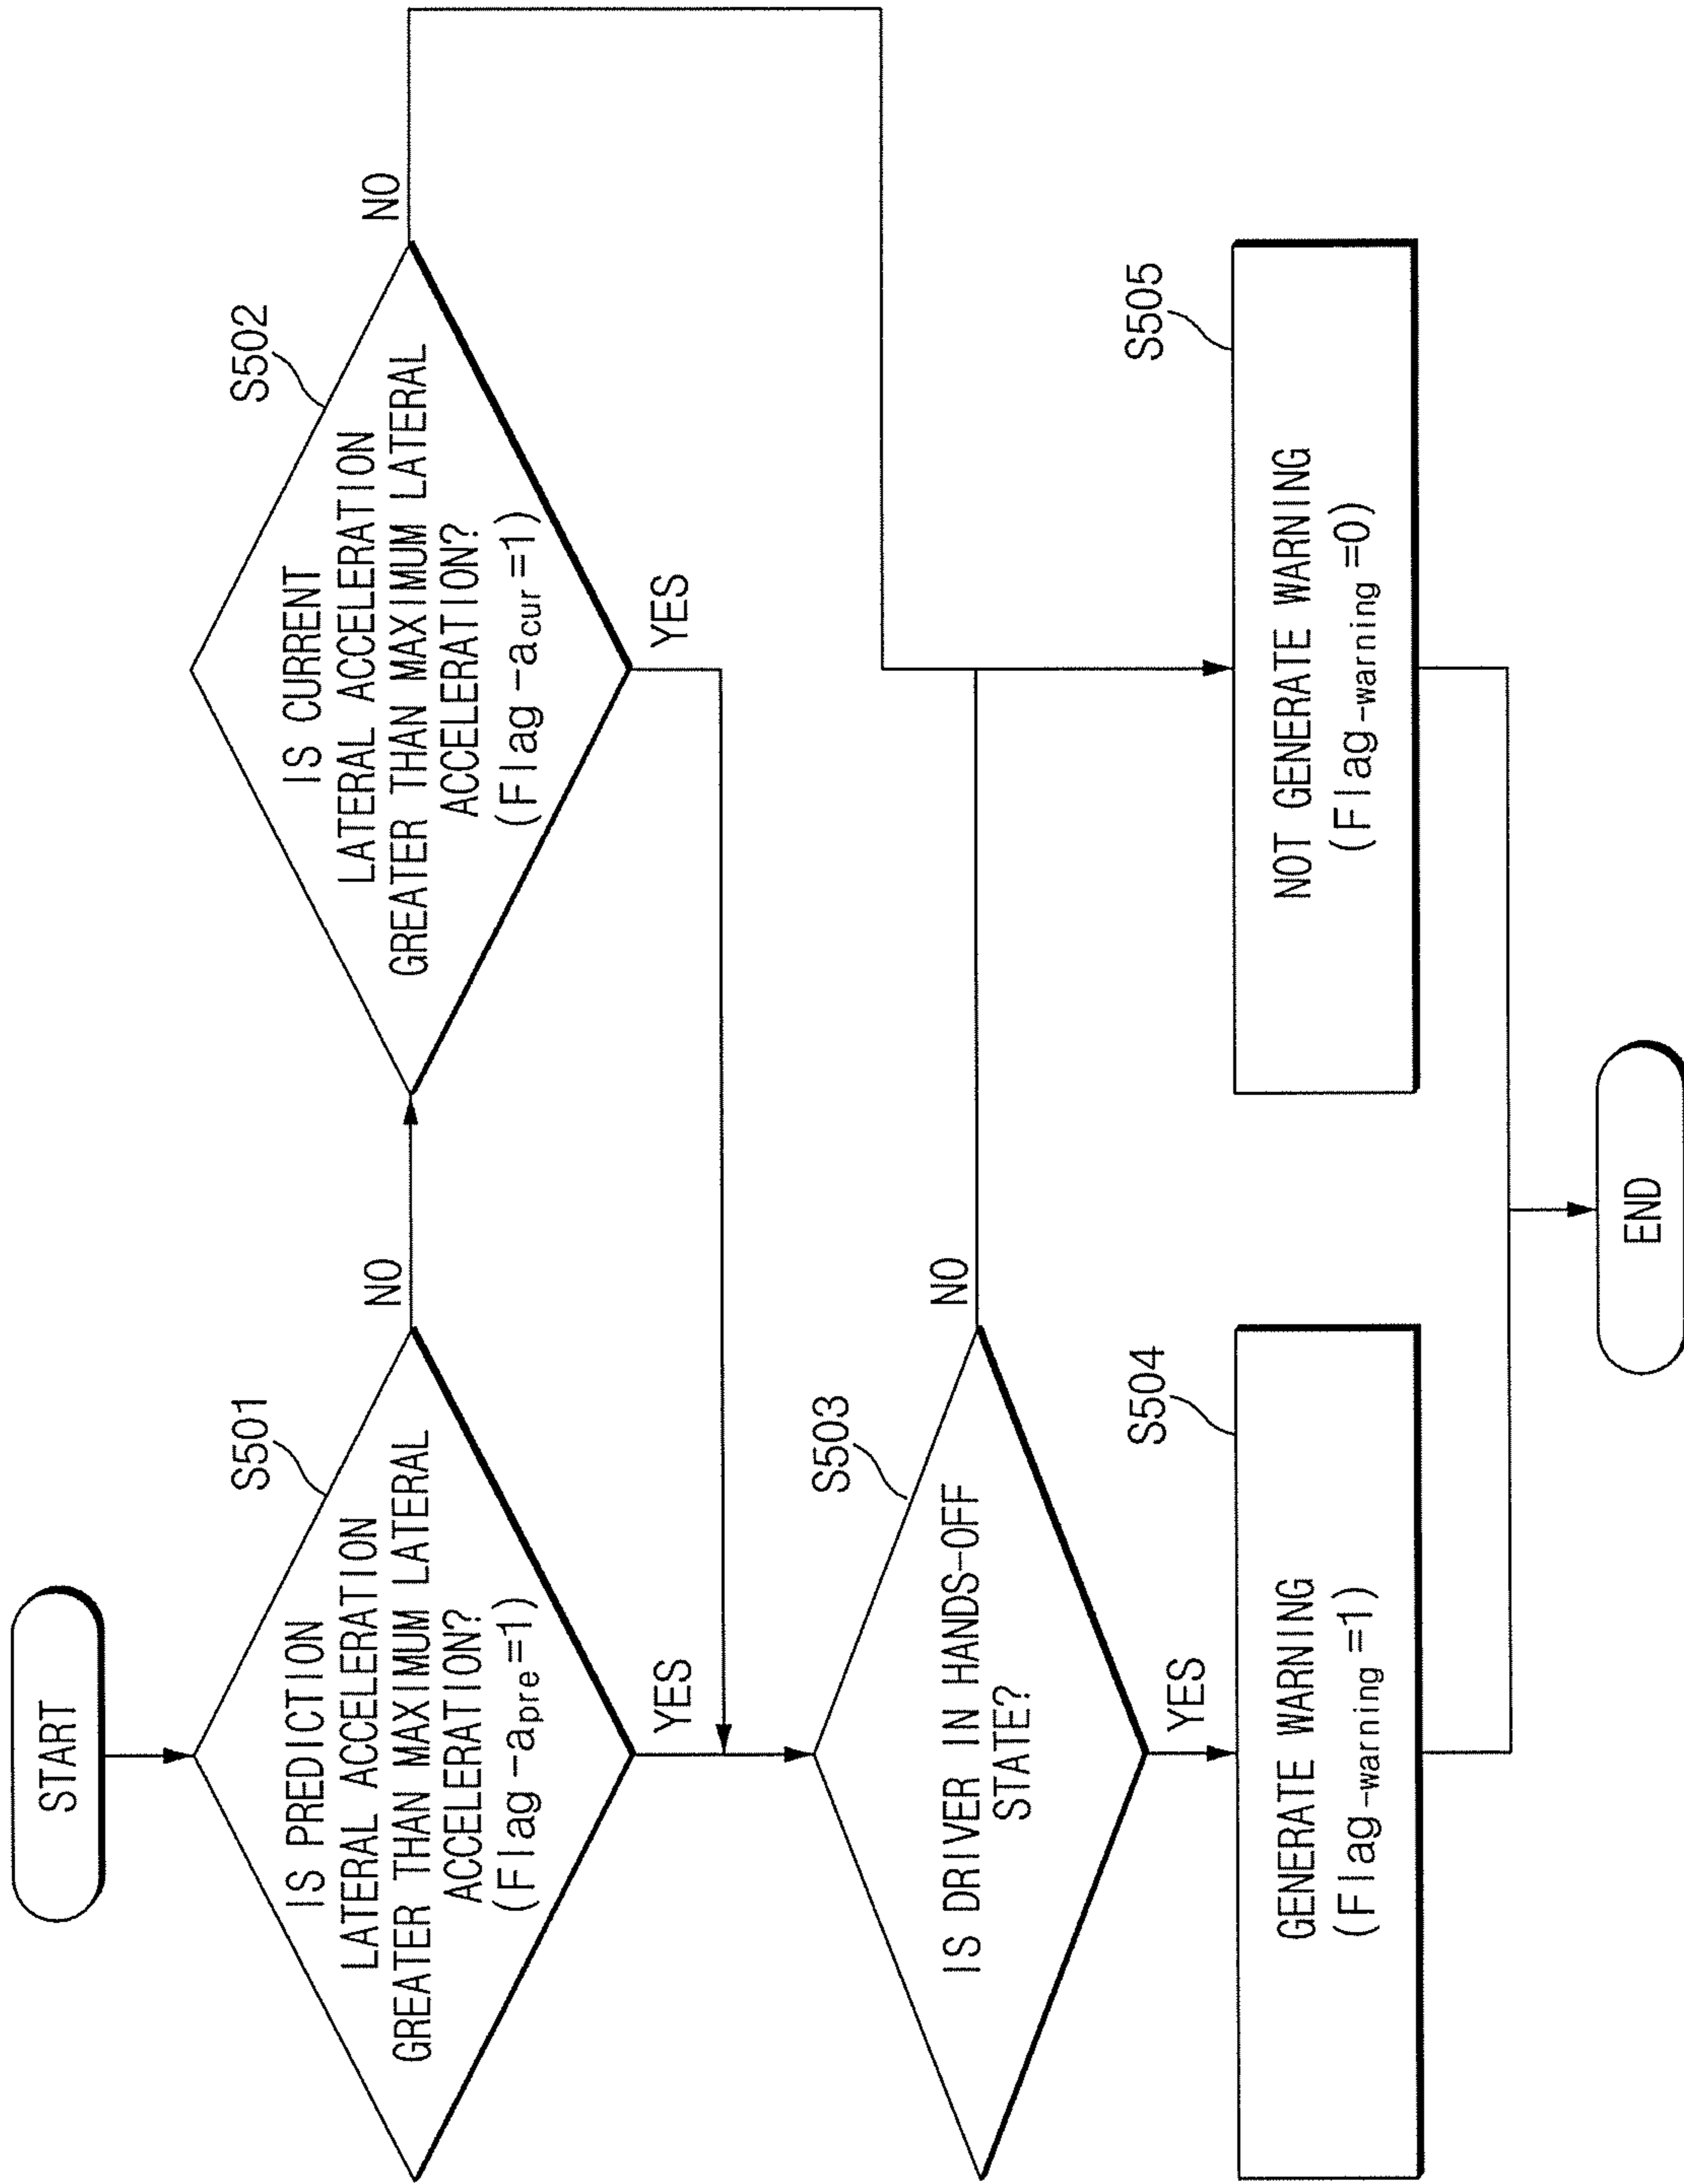 START
S501
IS PREDICTION
LATERAL ACCELERATION
GREATER THAN MAXIMUM LATERAL
ACCELERATION?
(Flag-apre=1)
NO
YES
S502
IS CURRENT
LATERAL ACCELERATION
GREATER THAN MAXIMUM LATERAL
ACCELERATION?
(Flag-acur=1)
NO
YES
S503
IS DRIVER IN HANDS-OFF
STATE?
NO
YES
S504
GENERATE WARNING
(Flag-warning=1)
S505
NOT GENERATE WARNING
(Flag-warning=0)
END